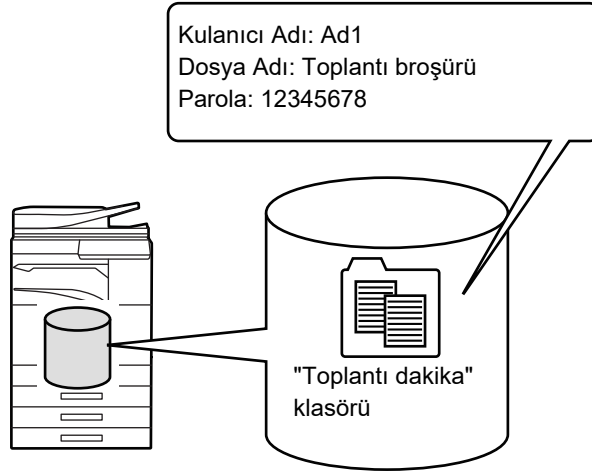 Kulanıcı Adı: Ad1
Dosya Adı: Toplantı broşürü
Parola: 12345678
"Toplantı dakika"
klasörü